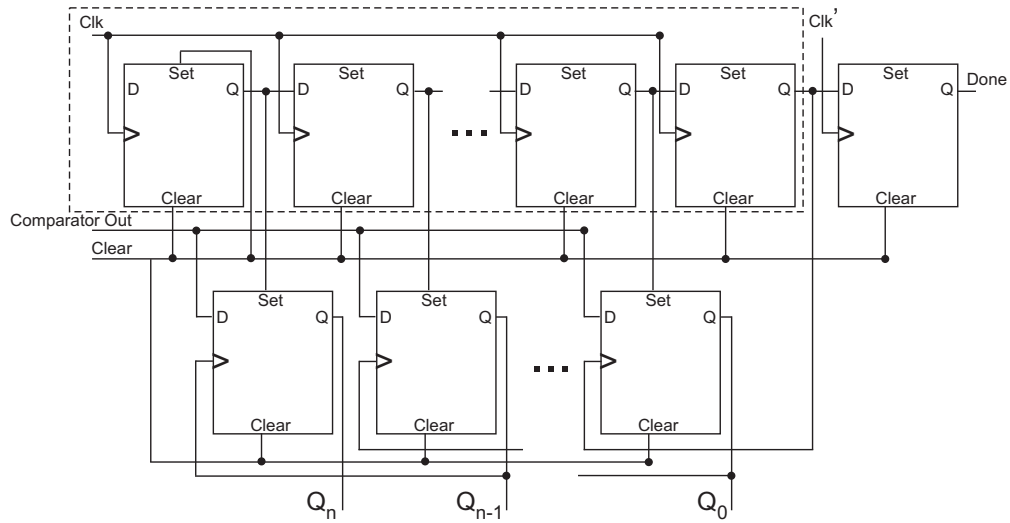 Clk
Clk'
Set
Set
Set
Set
Set
D
Q
D
Q
D
Q
D
Q
D
Q
Done
Clear
Clear
Clear
Clear
Clear
Comparator Out
Clear
Set
Set
Set
D
Q
D
Q
D
Q
Clear
Clear
Clear
Qn
Qn-1
Q0